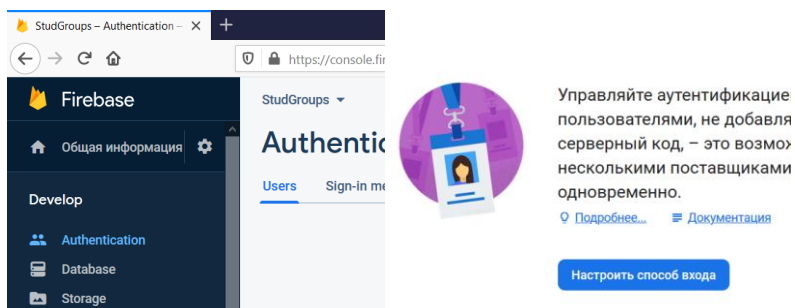 StudGroups – Authentication –
https://console.fir
Firebase
Общая информация
Develop
Authentication
Database
Storage
StudGroups
Authentic
Users Sign-in me
Управляйте аутентификацие
пользователями, не добавля
серверный код, – это возмож
несколькими поставщиками
одновременно.
Подробнее... Документация
Настроить способ входа